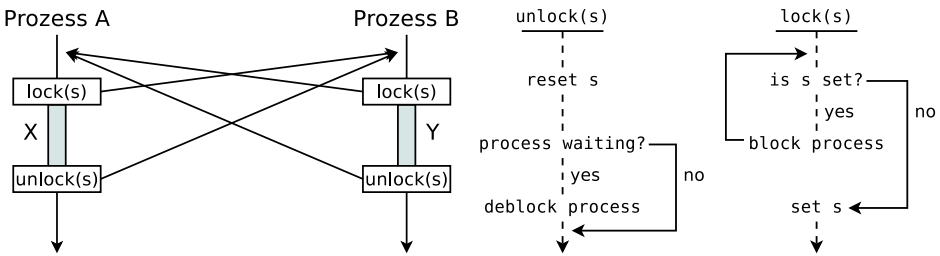 Prozess A
Prozess B
lock(s)
lock(s)
X
Y
unlock(s)
unlock(s)
unlock(s)
reset s
process waiting?
yes
no
deblock process
lock(s)
is s set?
yes
no
block process
set s